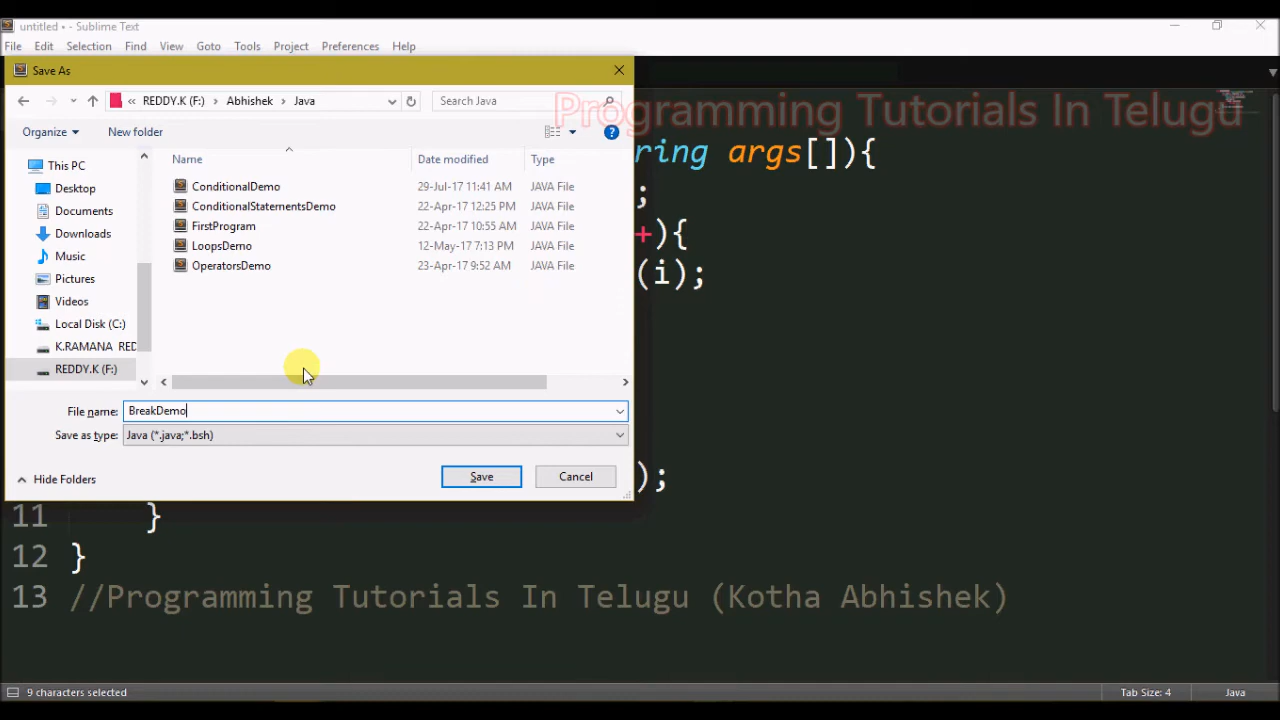 untitled • - Sublime Text
File Edit Selection Find View Goto Tools Project Preferences Help
Save As
« REDDY.K (F:) › Abhishek › Java
Search Java
Programming Tutorials In Telugu
Organize
New folder
ring args[]){
Name
Date modified
Type
This PC
Desktop
Documents
Downloads
Music
Pictures
Videos
Local Disk (C:)
K.RAMANA RED
REDDY.K (F:)
ConditionalDemo 29-Jul-17 11:41 AM JAVA File
ConditionalStatementsDemo 22-Apr-17 12:25 PM JAVA File
FirstProgram 22-Apr-17 10:55 AM JAVA File
LoopsDemo 12-May-17 7:13 PM JAVA File
OperatorsDemo 23-Apr-17 9:52 AM JAVA File
;
+){
(i);
File name: BreakDemo
Save as type: Java (*.java;*.bsh)
Hide Folders
Save
Cancel
);
11 }
12 }
13 //Programming Tutorials In Telugu (Kotha Abhishek)
9 characters selected
Tab Size: 4
Java